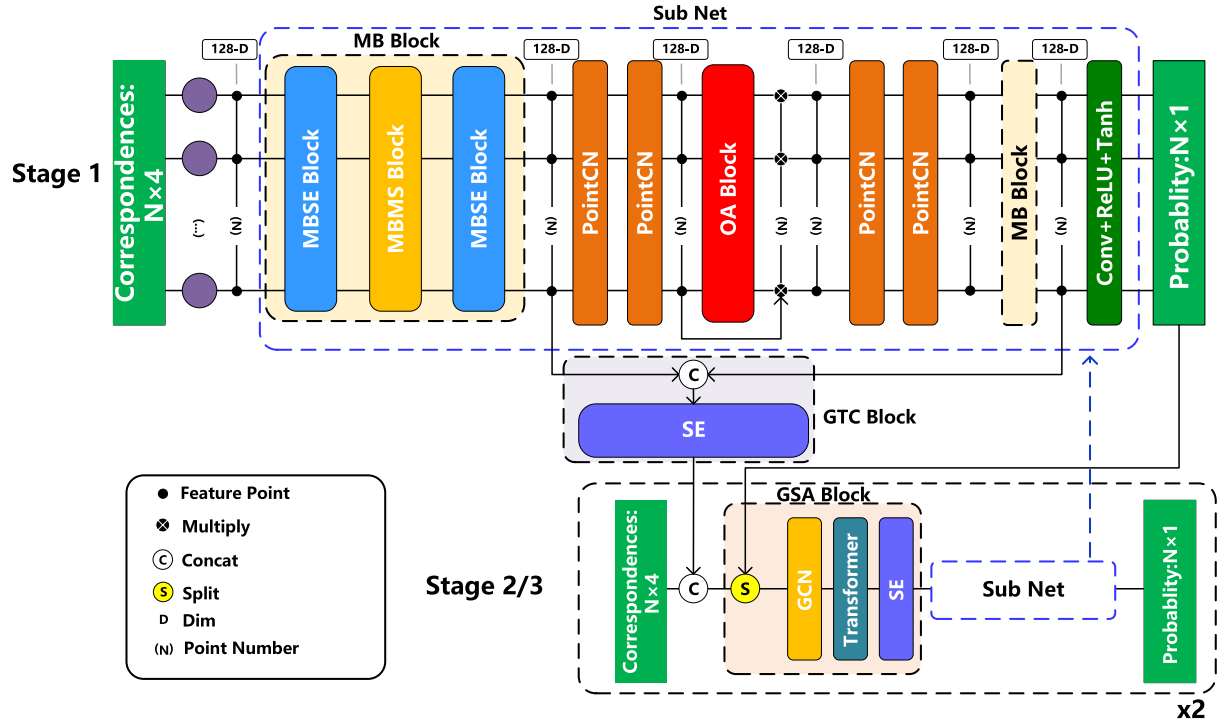 Sub Net
128-D
MB Block
128-D
128-D
128-D
128-D
128-D
Stage 1
Correspondences:
N×4
(...)
(N)
MBSE Block
MBMS Block
MBSE Block
(N)
PointCN
PointCN
(N)
OA Block
(N)
(N)
PointCN
PointCN
(N)
MB Block
(N)
Conv+ReLU+Tanh
Probablity:N×1
C
SE
GTC Block
Feature Point
Multiply
C Concat
S Split
D Dim
(N) Point Number
Stage 2/3
GSA Block
Correspondences:
N×4
C
S
GCN
Transformer
SE
Sub Net
Probablity:N×1
x2